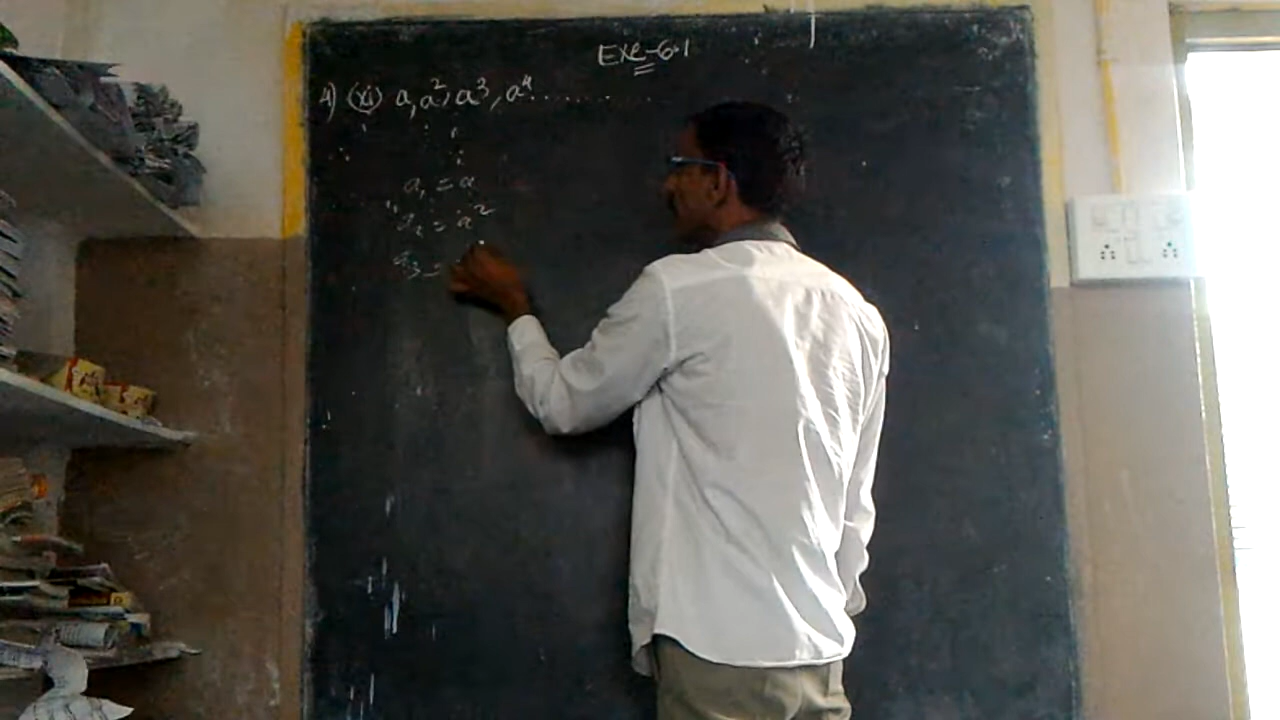 Exe-6.1
4) (xi) a, a², a³, a⁴.........
a₁ = a
a₂ = a²
a₃ =